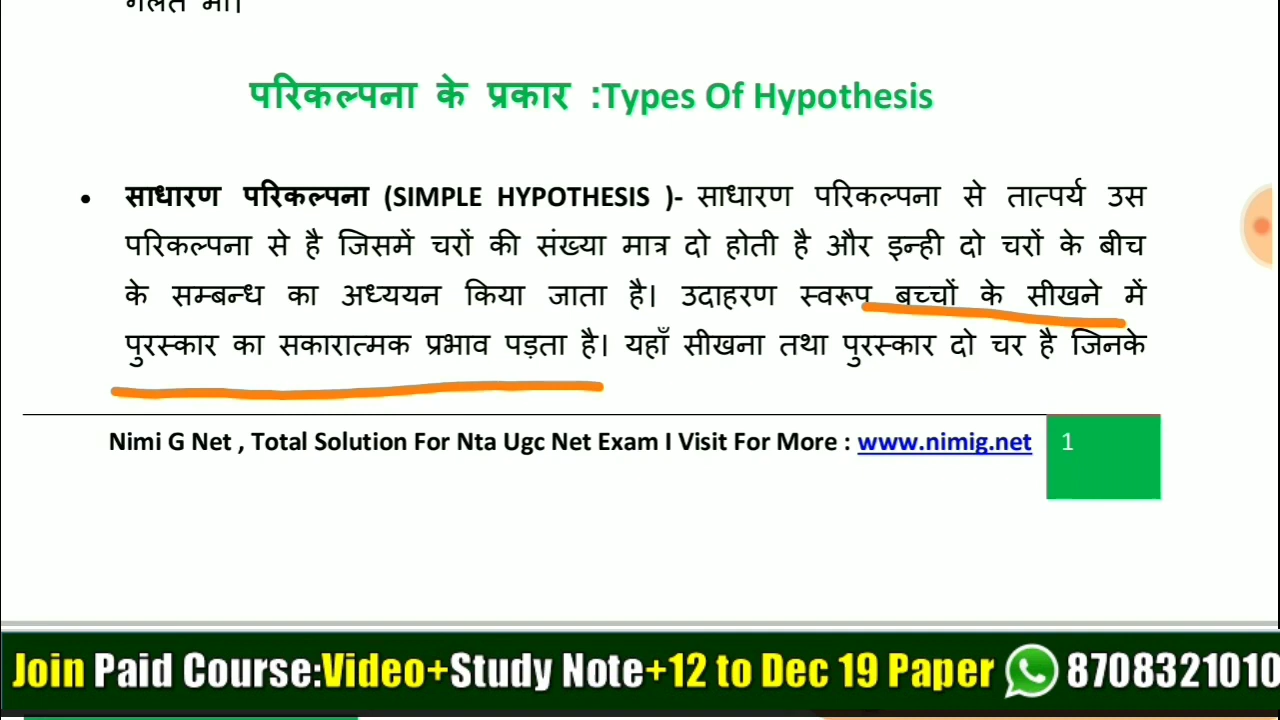 परिकल्पना के प्रकार :Types Of Hypothesis
• साधारण परिकल्पना (SIMPLE HYPOTHESIS )- साधारण परिकल्पना से तात्पर्य उस
परिकल्पना से है जिसमें चरों की संख्या मात्र दो होती है और इन्ही दो चरों के बीच
के सम्बन्ध का अध्ययन किया जाता है। उदाहरण स्वरूप बच्चों के सीखने में
पुरस्कार का सकारात्मक प्रभाव पड़ता है। यहाँ सीखना तथा पुरस्कार दो चर है जिनके
Nimi G Net , Total Solution For Nta Ugc Net Exam I Visit For More : www.nimig.net 1
Join Paid Course:Video+Study Note+12 to Dec 19 Paper 8708321010